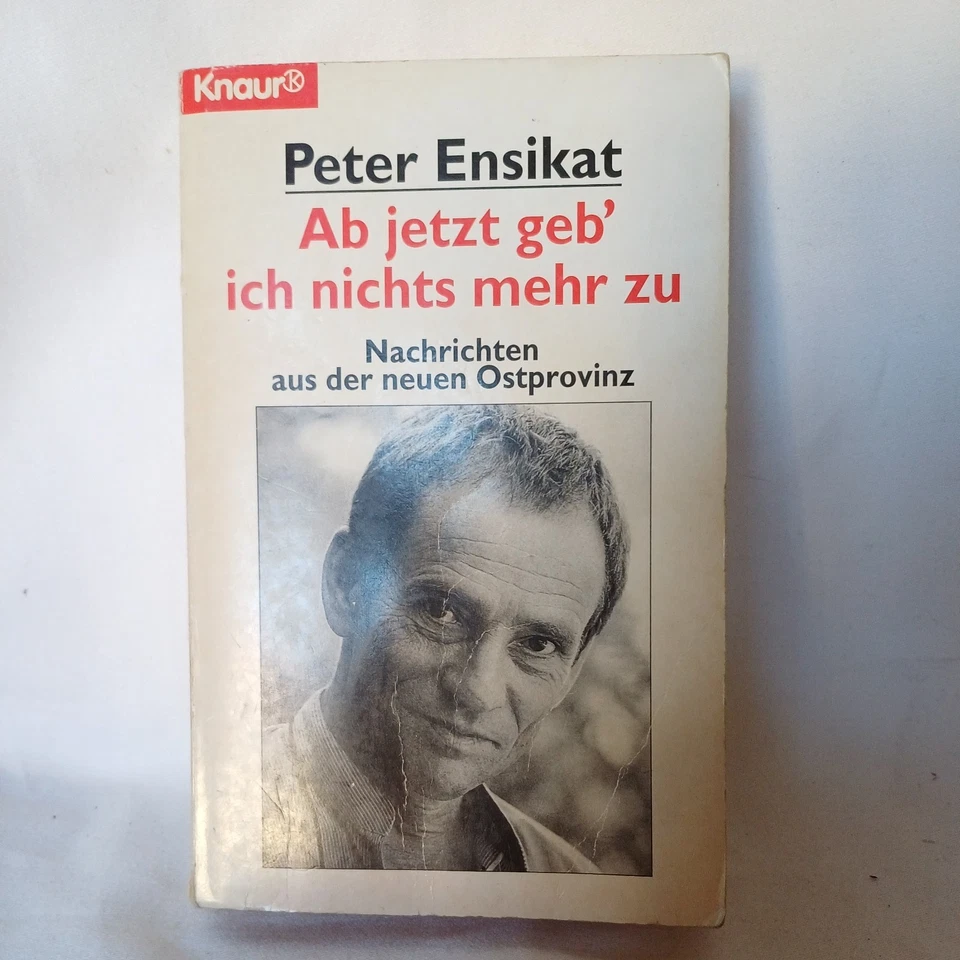 Knaur
Peter Ensikat
Ab jetzt geb’
ich nichts mehr zu
Nachrichten
aus der neuen Ostprovinz